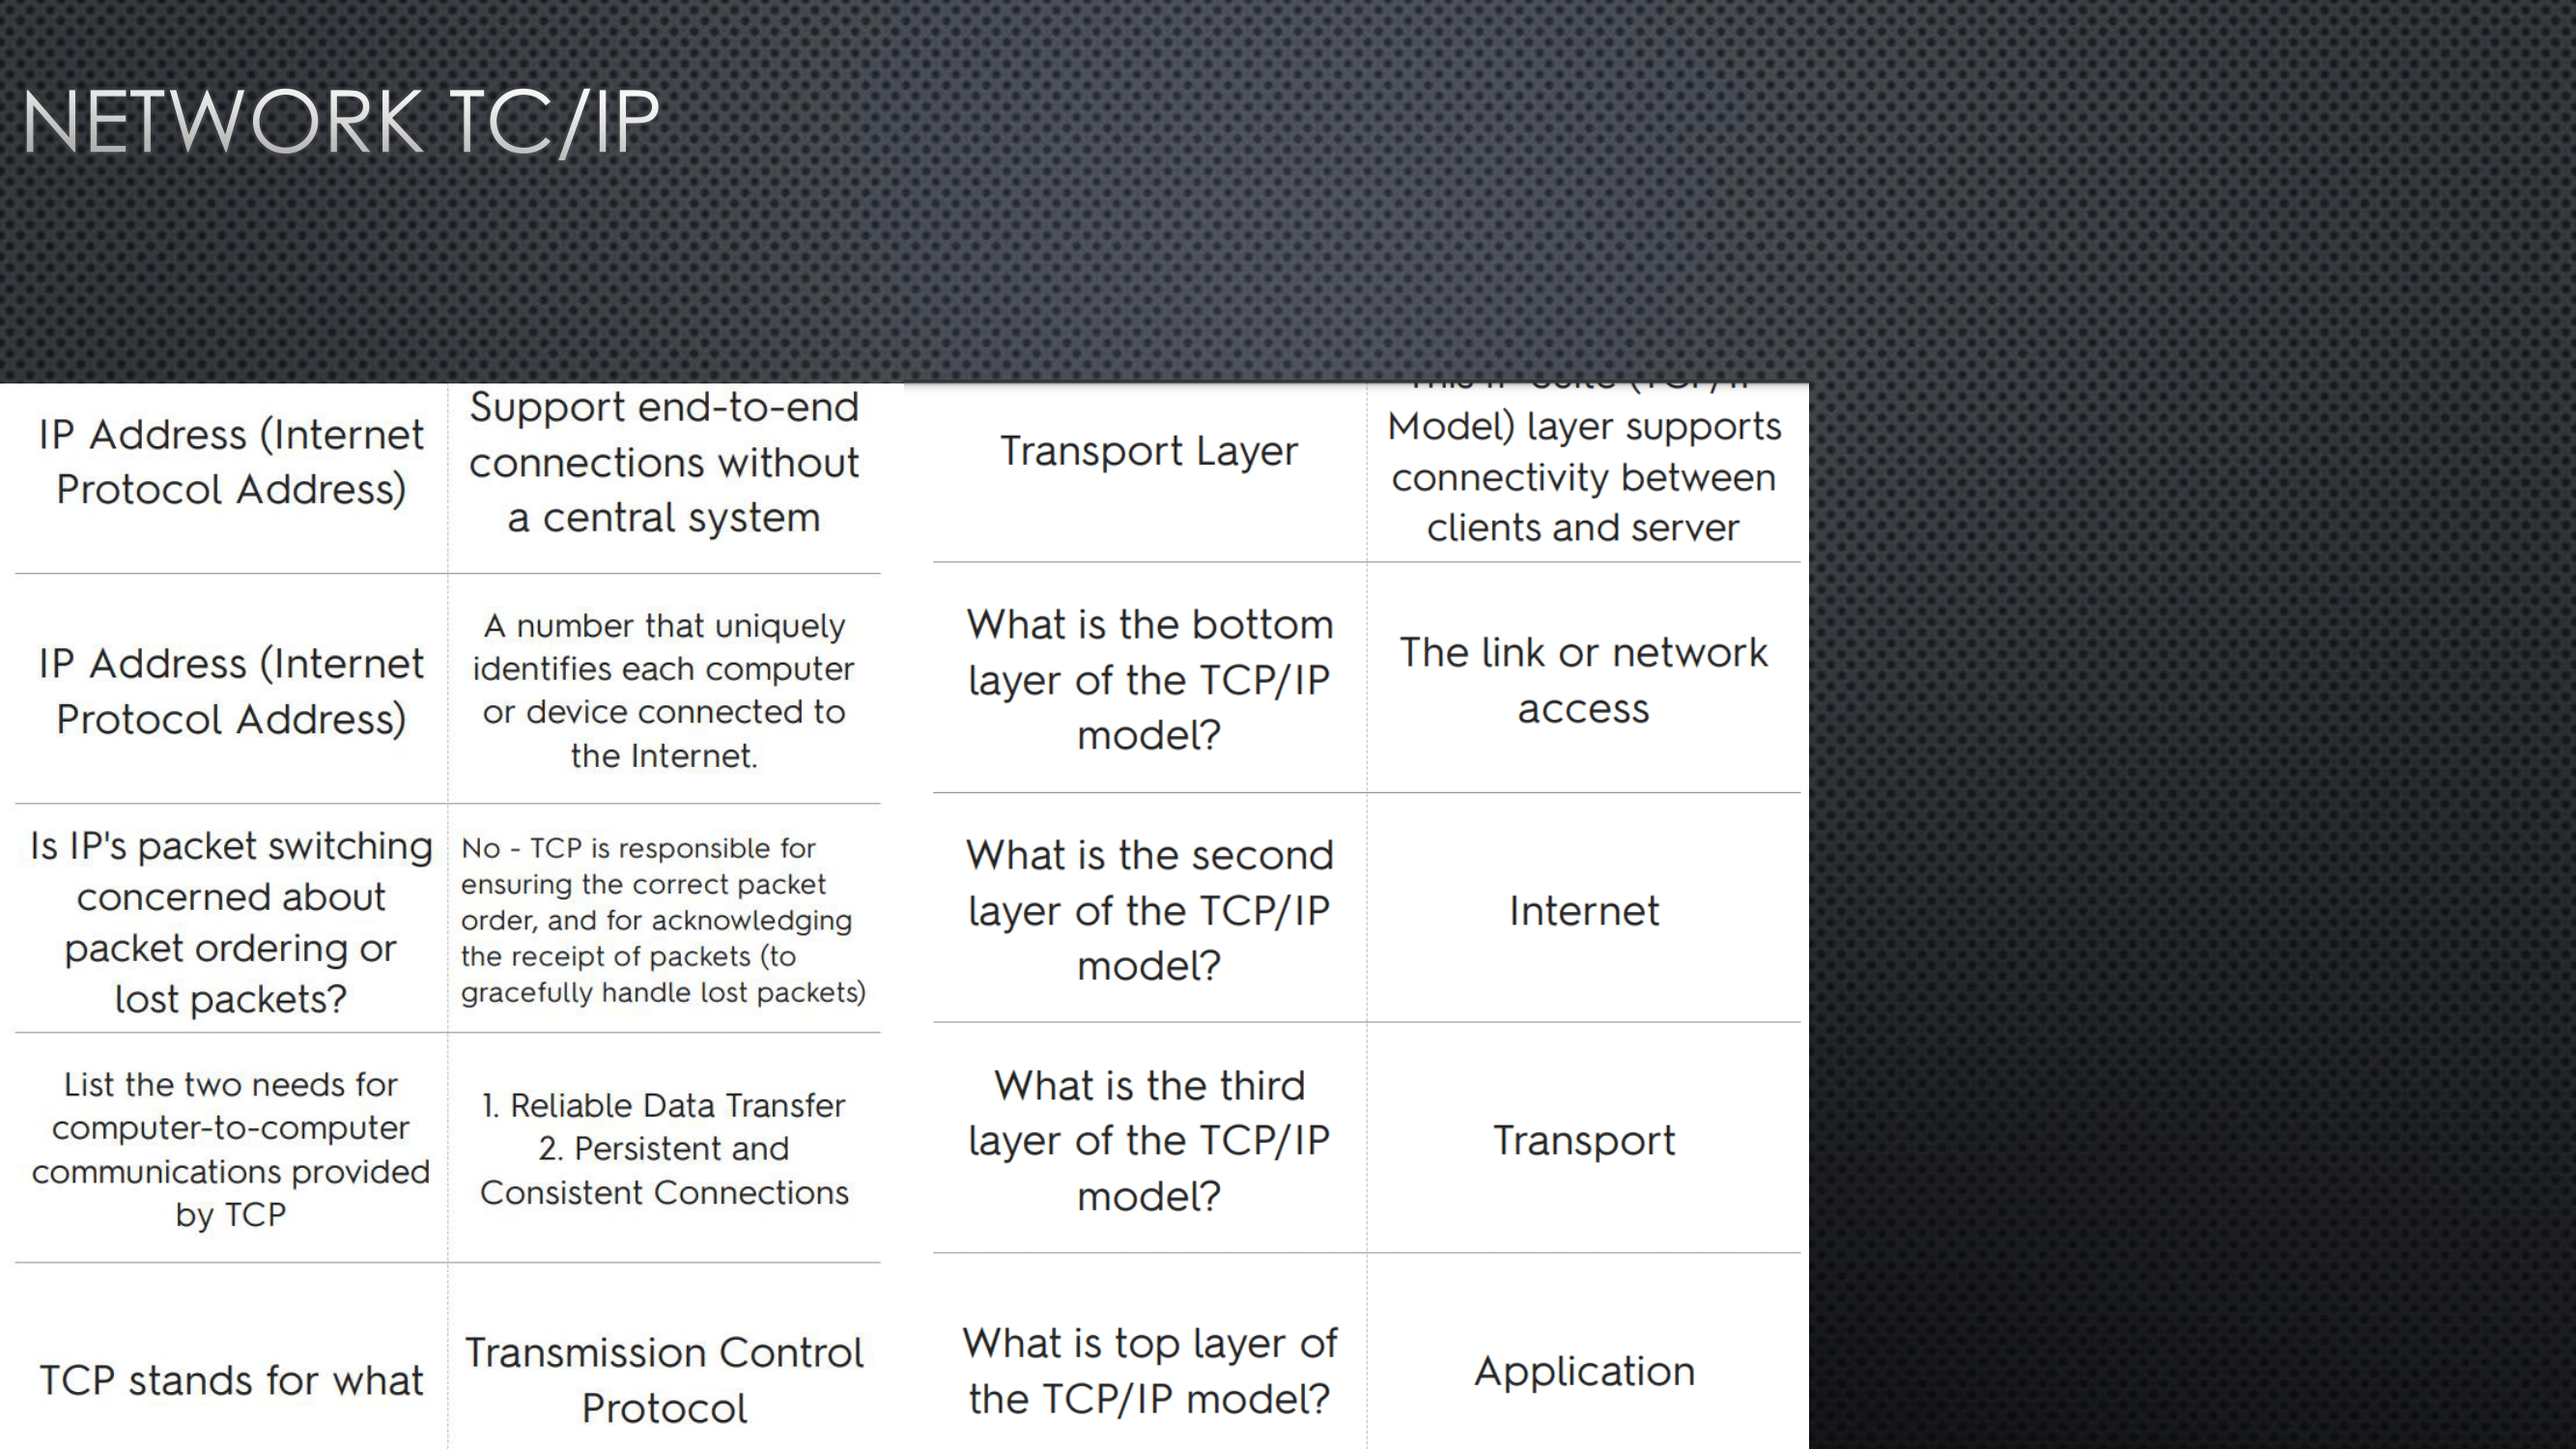 NETWORK TC/IP
IP Address (Internet
Protocol Address)
Support end-to-end
connections without
a central system
IP Address (Internet
Protocol Address)
A number that uniquely
identifies each computer
or device connected to
the Internet.
Is IP's packet switching
concerned about
packet ordering or
lost packets?
No - TCP is responsible for
ensuring the correct packet
order, and for acknowledging
the receipt of packets (to
gracefully handle lost packets)
List the two needs for
computer-to-computer
communications provided
by TCP
1. Reliable Data Transfer
2. Persistent and
Consistent Connections
TCP stands for what
Transmission Control
Protocol
Transport Layer
Model) layer supports
connectivity between
clients and server
What is the bottom
layer of the TCP/IP
model?
The link or network
access
What is the second
layer of the TCP/IP
model?
Internet
What is the third
layer of the TCP/IP
model?
Transport
What is top layer of
the TCP/IP model?
Application